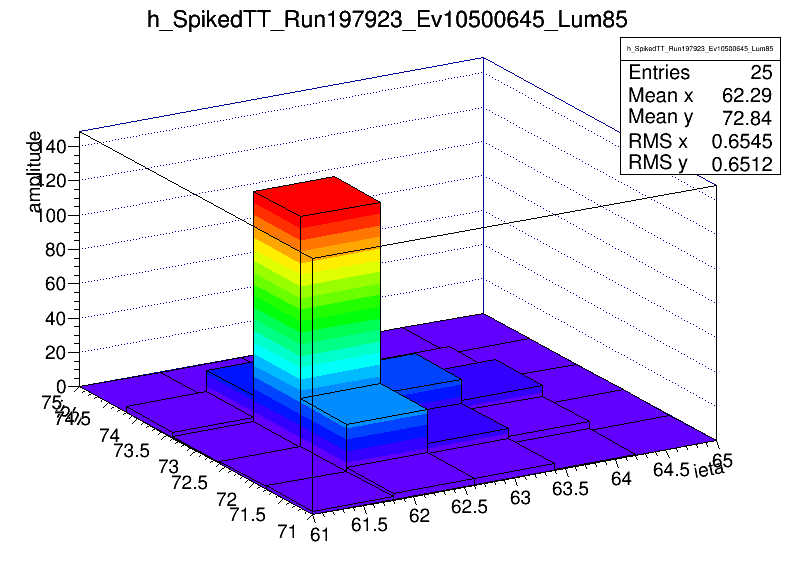 h_SpikedTT_Run197923_Ev10500645_Lum85
h_SpikedTT_Run197923_Ev10500645_Lum85
Entries 25
Mean x 62.29
Mean y 72.84
RMS x 0.6545
RMS y 0.6512
amplitude
140
120
100
80
60
40
20
0
75
74.5
74
73.5
73
72.5
72
71.5
71
61
61.5
62
62.5
63
63.5
64
64.5
65
ieta